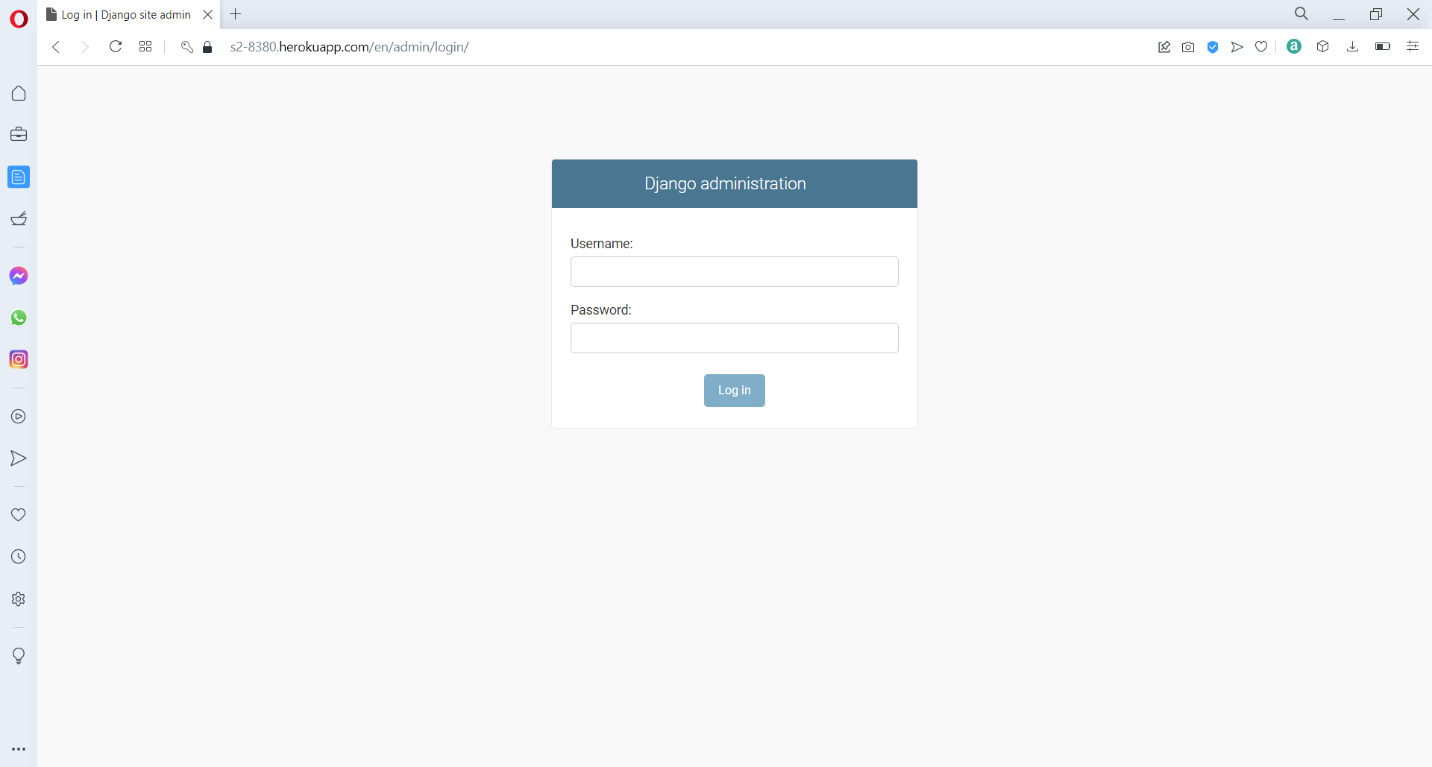 Log in | Django site admin
s2-8380.herokuapp.com/en/admin/login/
a
Django administration
Username:
Password:
Log in